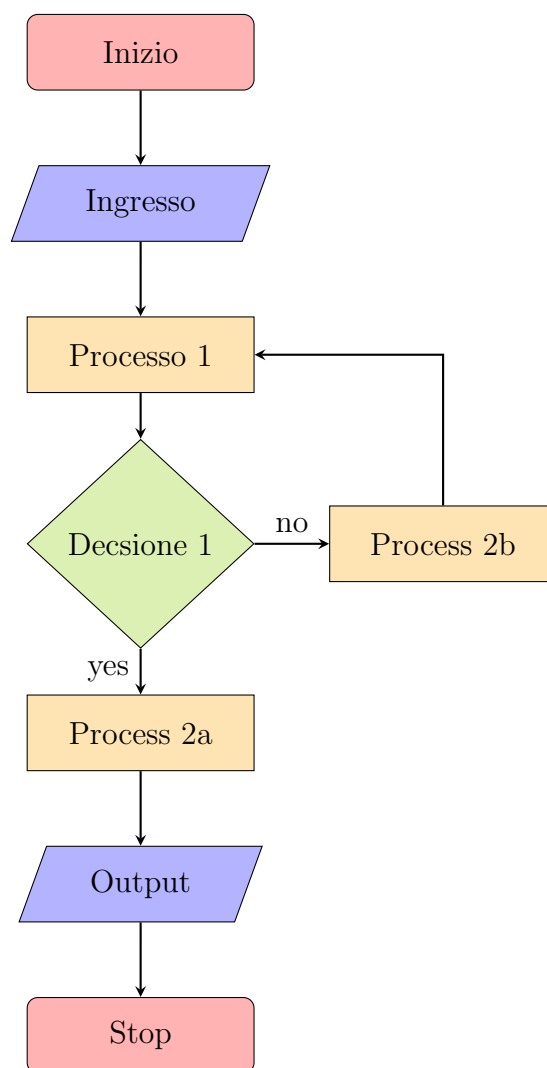 Inizio
Ingresso
Processo 1
Decsione 1
no
Process 2b
yes
Process 2a
Output
Stop